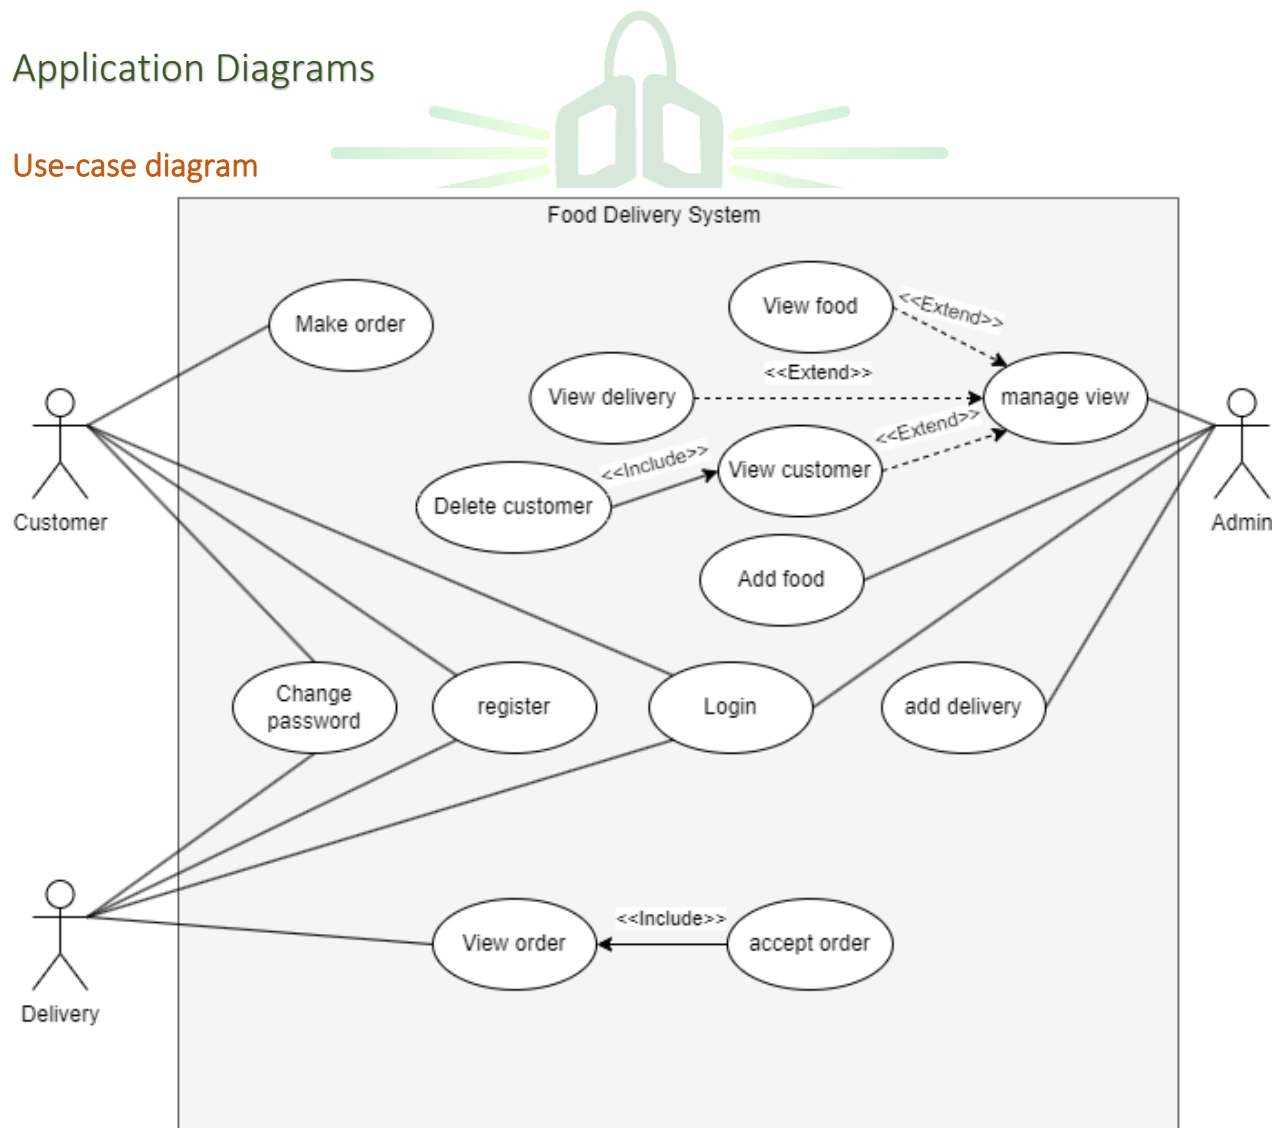 Application Diagrams
Use-case diagram
Food Delivery System
View food
<<Extend>>
Make order
<<Extend>>
View delivery
manage view
<<Extend>>
<<Include>>
View customer
Delete customer
Customer
Admin
Add food
Change
password
register
Login
add delivery
<<Include>>
View order
accept order
Delivery